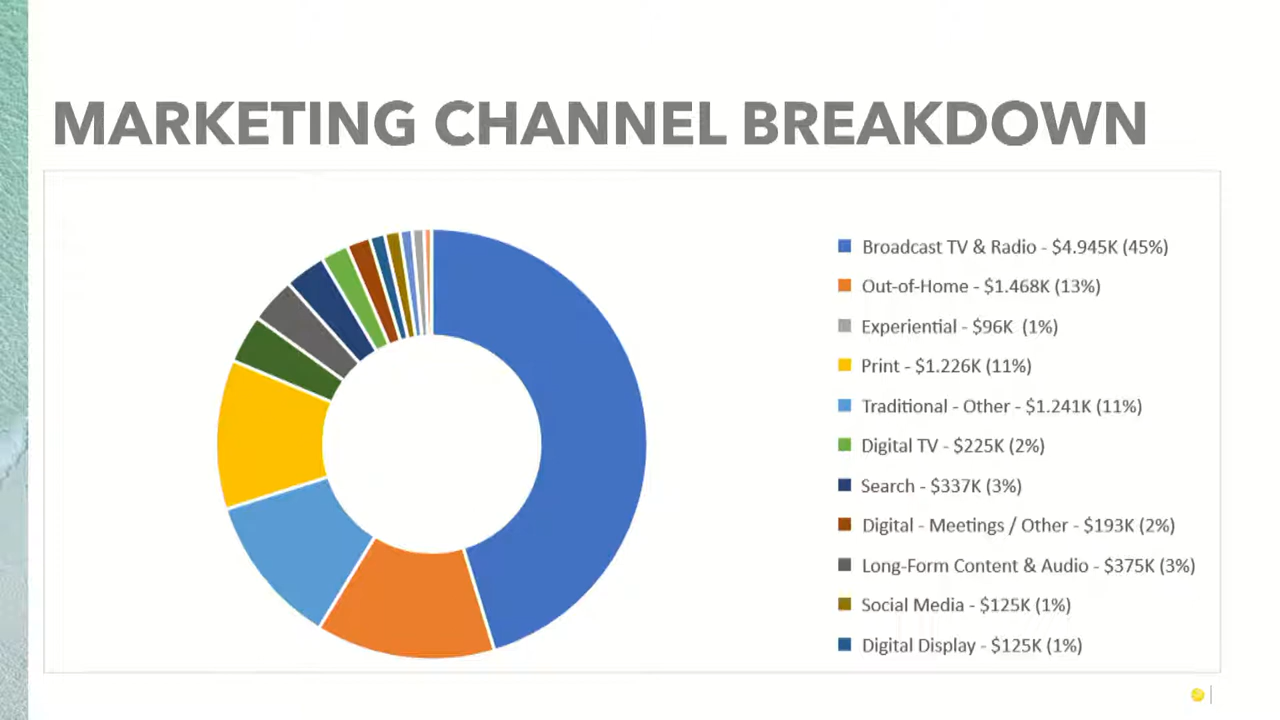 MARKETING CHANNEL BREAKDOWN
Broadcast TV & Radio - $4.945K (45%)
Out-of-Home - $1.468K (13%)
Experiential - $96K (1%)
Print - $1.226K (11%)
Traditional - Other - $1.241K (11%)
Digital TV - $225K (2%)
Search - $337K (3%)
Digital - Meetings / Other - $193K (2%)
Long-Form Content & Audio - $375K (3%)
Social Media - $125K (1%)
Digital Display - $125K (1%)